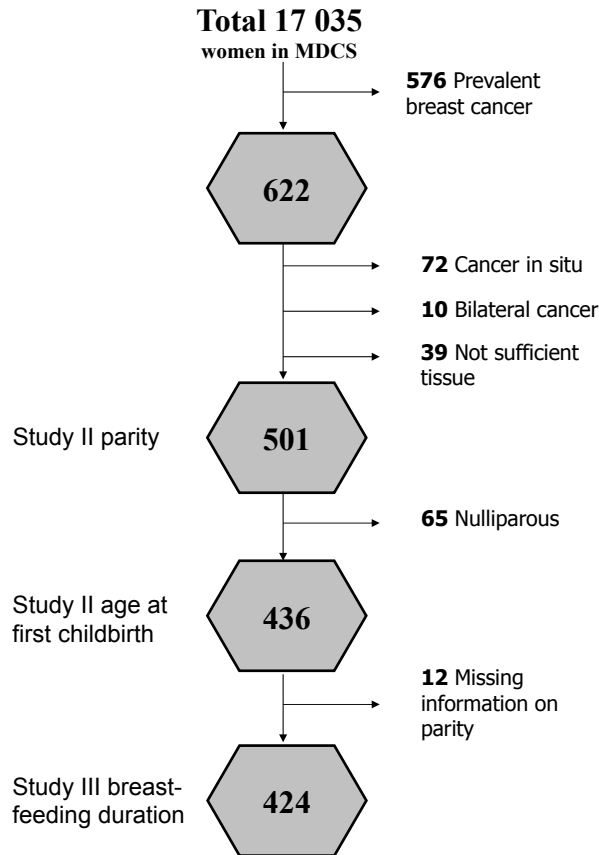 Total 17 035
women in MDCS
576 Prevalent
breast cancer
622
72 Cancer in situ
10 Bilateral cancer
39 Not sufficient
tissue
Study II parity
501
65 Nulliparous
Study II age at
first childbirth
436
12 Missing
information on
parity
Study III breast-
feeding duration
424